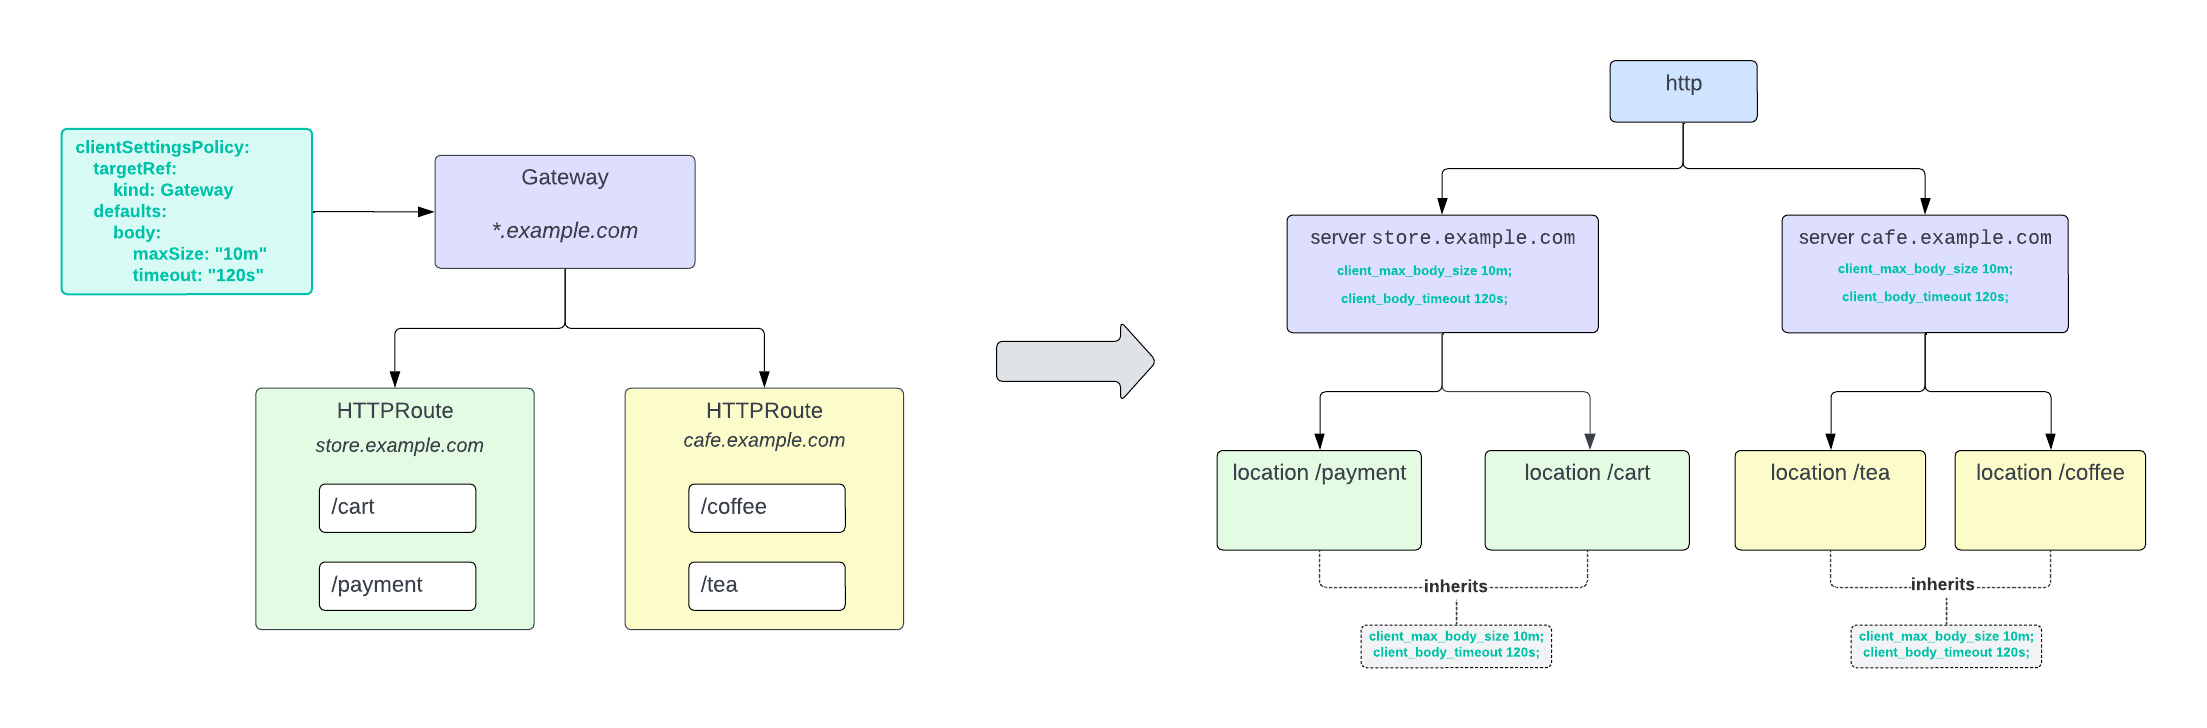 clientSettingsPolicy:
targetRef:
kind: Gateway
defaults:
body:
maxSize: "10m"
timeout: "120s"
Gateway
*.example.com
HTTPRoute
store.example.com
/cart
/payment
HTTPRoute
cafe.example.com
/coffee
/tea
http
server store.example.com
client_max_body_size 10m;
client_body_timeout 120s;
server cafe.example.com
client_max_body_size 10m;
client_body_timeout 120s;
location /payment
location /cart
location /tea
location /coffee
inherits
client_max_body_size 10m;
client_body_timeout 120s;
inherits
client_max_body_size 10m;
client_body_timeout 120s;